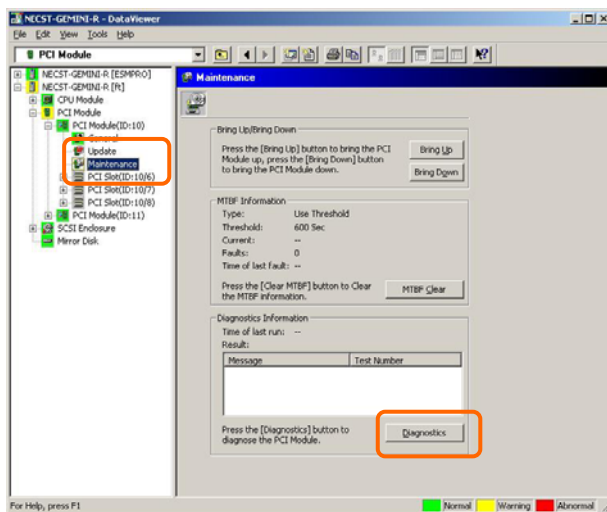 NECST-GEMINI-R - DataViewer
File Edit View Tools Help
PCI Module
NECST-GEMINI-R [ESMPRO]
NECST-GEMINI-R [ft]
CPU Module
PCI Module
PCI Module(ID:10)
General
Update
Maintenance
PCI Slot(ID:10/6)
PCI Slot(ID:10/7)
PCI Slot(ID:10/8)
PCI Module(ID:11)
SCSI Enclosure
Mirror Disk
Maintenance
Bring Up/Bring Down
Press the [Bring Up] button to bring the PCI
Module up, press the [Bring Down] button
to bring the PCI Module down.
Bring Up
Bring Down
MTBF Information
Type: Use Threshold
Threshold: 600 Sec
Current: --
Faults: 0
Time of last fault: --
Press the [Clear MTBF] button to Clear
the MTBF information.
MTBF Clear
Diagnostics Information
Time of last run: --
Result:
Message Test Number
Press the [Diagnostics] button to
diagnose the PCI Module.
Diagnostics
For Help, press F1
Normal Warning Abnormal